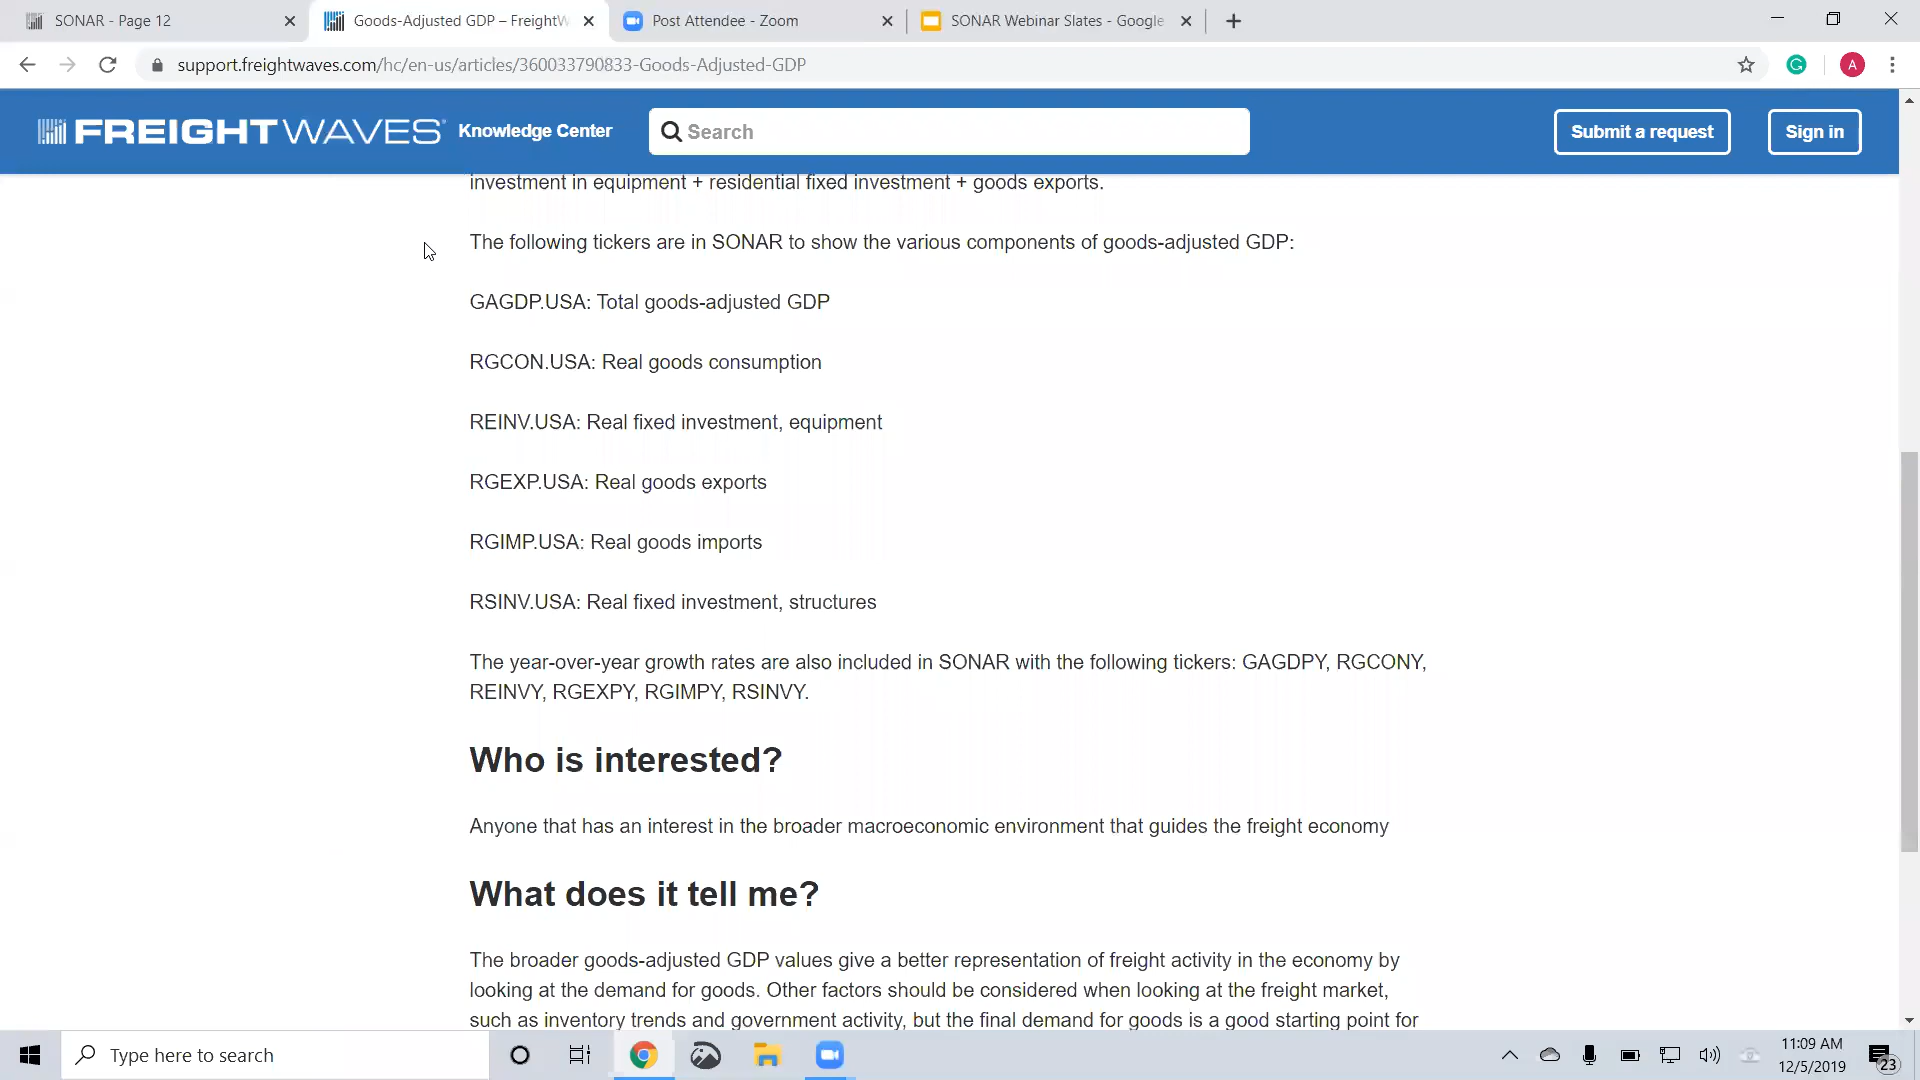 SONAR - Page 12
Goods-Adjusted GDP – FreightW
Post Attendee - Zoom
SONAR Webinar Slates - Google
support.freightwaves.com/hc/en-us/articles/360033790833-Goods-Adjusted-GDP
A
FREIGHTWAVES Knowledge Center
Search
Submit a request
Sign in
investment in equipment + residential fixed investment + goods exports.
The following tickers are in SONAR to show the various components of goods-adjusted GDP:
GAGDP.USA: Total goods-adjusted GDP
RGCON.USA: Real goods consumption
REINV.USA: Real fixed investment, equipment
RGEXP.USA: Real goods exports
RGIMP.USA: Real goods imports
RSINV.USA: Real fixed investment, structures
The year-over-year growth rates are also included in SONAR with the following tickers: GAGDPY, RGCONY,
REINVY, RGEXPY, RGIMPY, RSINVY.
Who is interested?
Anyone that has an interest in the broader macroeconomic environment that guides the freight economy
What does it tell me?
The broader goods-adjusted GDP values give a better representation of freight activity in the economy by
looking at the demand for goods. Other factors should be considered when looking at the freight market,
such as inventory trends and government activity, but the final demand for goods is a good starting point for
Type here to search
11:09 AM
12/5/2019
23